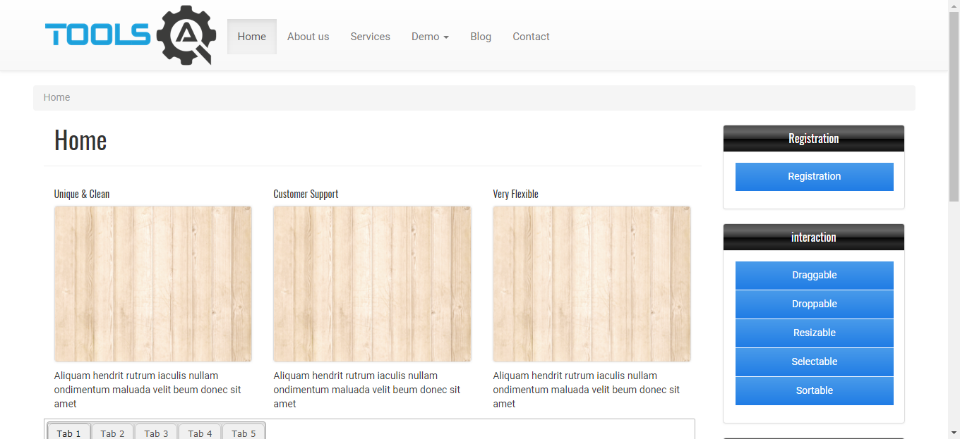 TOOLS QA
Home
About us
Services
Demo
Blog
Contact
Home
Home
Unique & Clean
Aliquam hendrit rutrum iaculis nullam
ondimentum maluada velit beum donec sit
amet
Customer Support
Aliquam hendrit rutrum iaculis nullam
ondimentum maluada velit beum donec sit
amet
Very Flexible
Aliquam hendrit rutrum iaculis nullam
ondimentum maluada velit beum donec sit
amet
Tab 1
Tab 2
Tab 3
Tab 4
Tab 5
Registration
Registration
interaction
Draggable
Droppable
Resizable
Selectable
Sortable